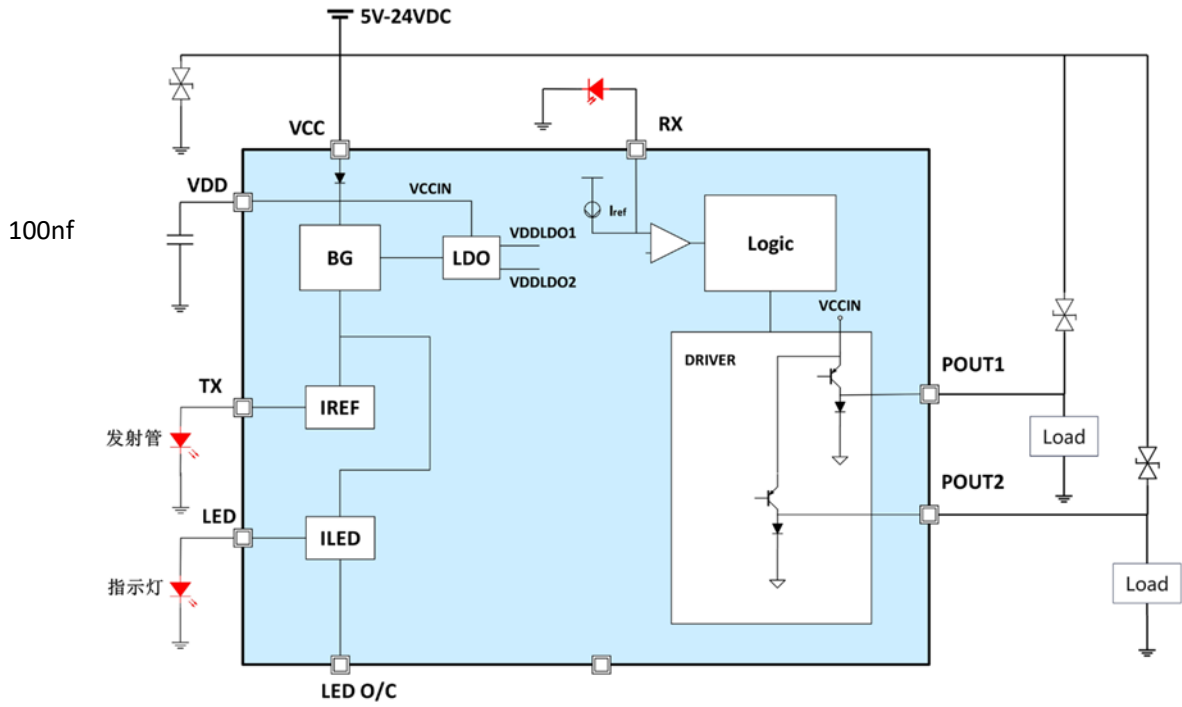 5V-24VDC
VCC
RX
VDD
VCCIN
100nf
Iref
BG
LDO
VDDLDO1
VDDLDO2
Logic
VCCIN
DRIVER
POUT1
TX
IREF
发射管
Load
POUT2
LED
ILED
指示灯
Load
LED O/C